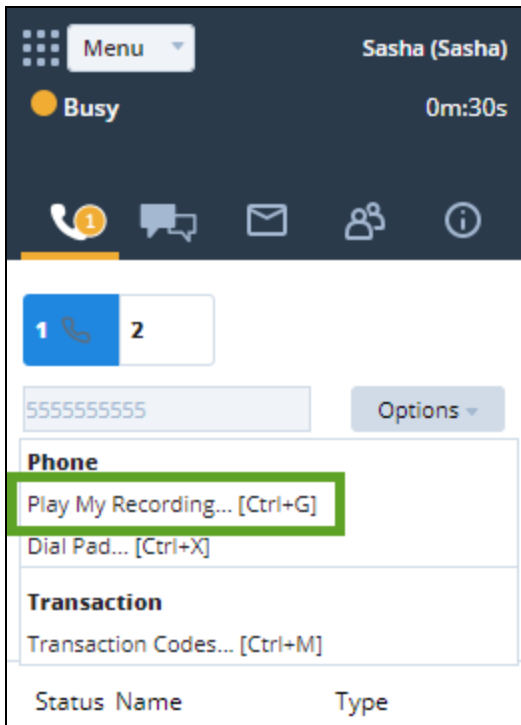 Menu
Sasha (Sasha)
Busy
0m:30s
1
1
2
5555555555
Options
Phone
Play My Recording... [Ctrl+G]
Dial Pad... [Ctrl+X]
Transaction
Transaction Codes... [Ctrl+M]
Status Name Type